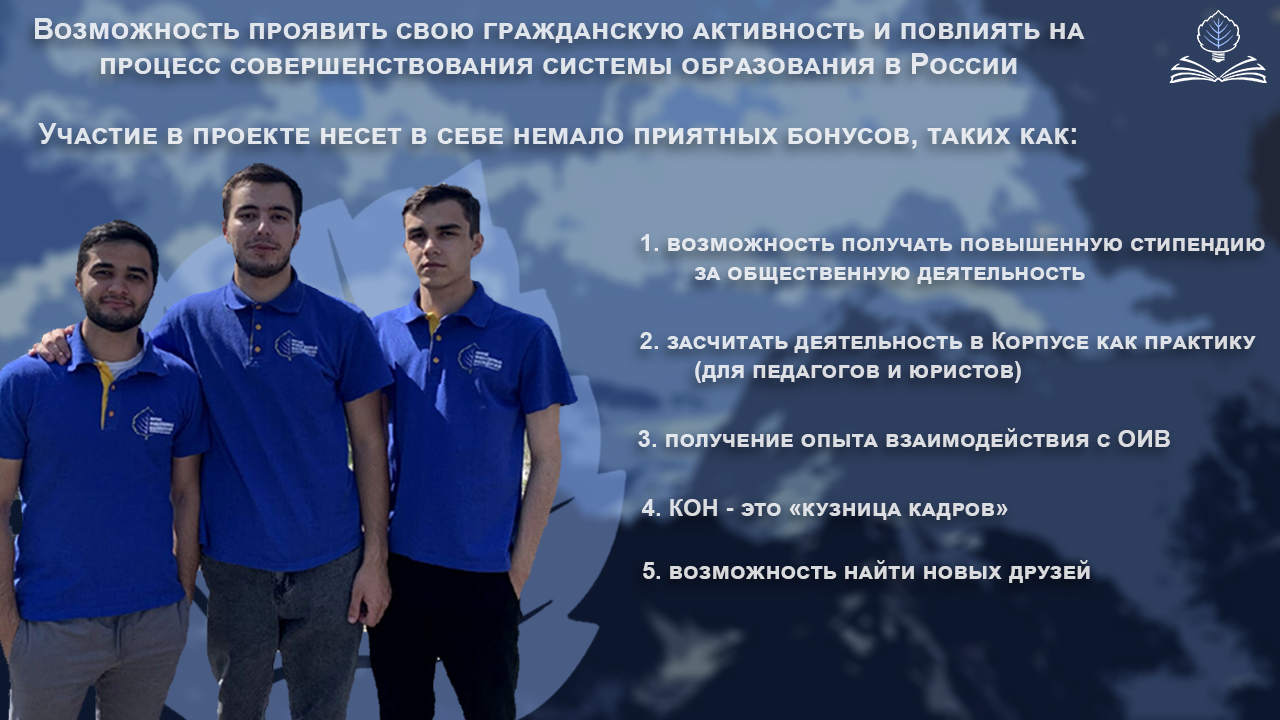 Возможность проявить свою гражданскую активность и повлиять на
процесс совершенствования системы образования в России
Участие в проекте несет в себе немало приятных бонусов, таких как:
1. возможность получать повышенную стипендию
за общественную деятельность
2. засчитать деятельность в Корпусе как практику
(для педагогов и юристов)
3. получение опыта взаимодействия с ОИВ
4. КОН - это «кузница кадров»
5. возможность найти новых друзей